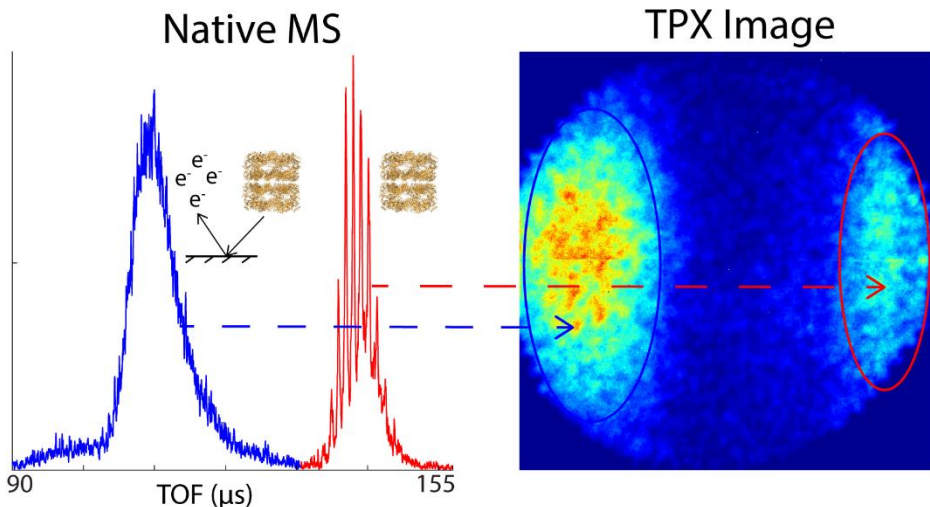 Native MS
TPX Image
e⁻
e⁻ e⁻
e⁻
90
155
TOF (µs)